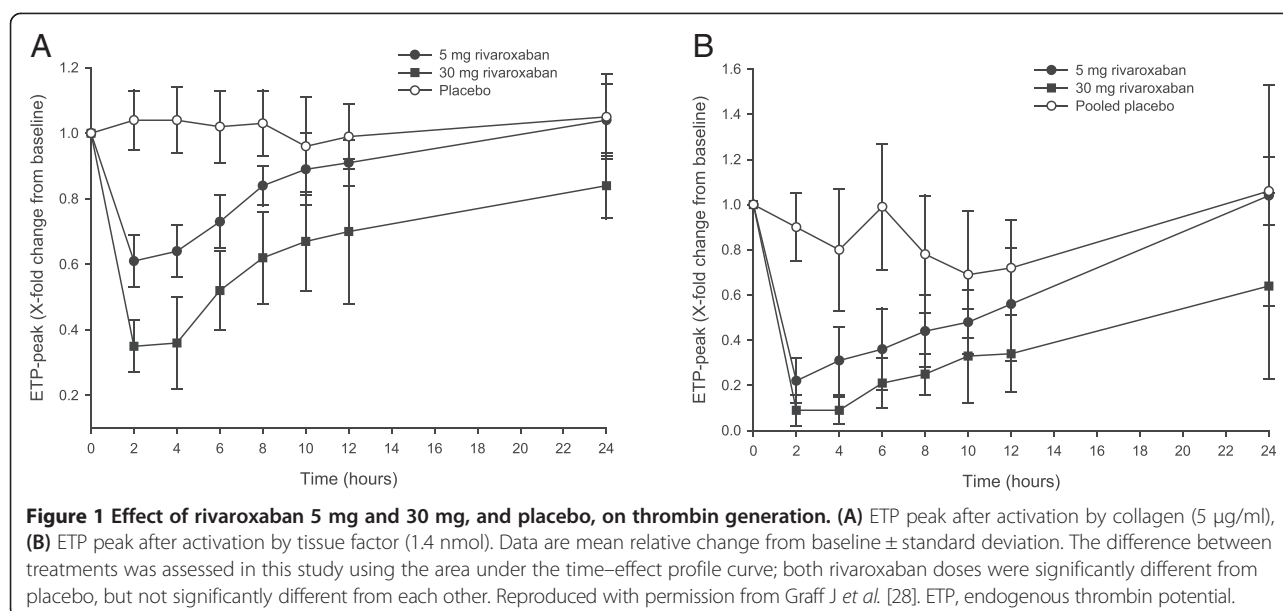 A
5 mg rivaroxaban
30 mg rivaroxaban
Placebo
1.2
1.0
0.8
0.6
0.4
0.2
ETP-peak (X-fold change from baseline)
0 2 4 6 8 10 12 14 16 18 20 22 24
Time (hours)
B
5 mg rivaroxaban
30 mg rivaroxaban
Pooled placebo
1.6
1.4
1.2
1.0
0.8
0.6
0.4
0.2
0.0
ETP-peak (X-fold change from baseline)
0 2 4 6 8 10 12 14 16 18 20 22 24
Time (hours)
Figure 1 Effect of rivaroxaban 5 mg and 30 mg, and placebo, on thrombin generation. (A) ETP peak after activation by collagen (5 μg/ml),
(B) ETP peak after activation by tissue factor (1.4 nmol). Data are mean relative change from baseline ± standard deviation. The difference between
treatments was assessed in this study using the area under the time–effect profile curve; both rivaroxaban doses were significantly different from
placebo, but not significantly different from each other. Reproduced with permission from Graff J et al. [28]. ETP, endogenous thrombin potential.